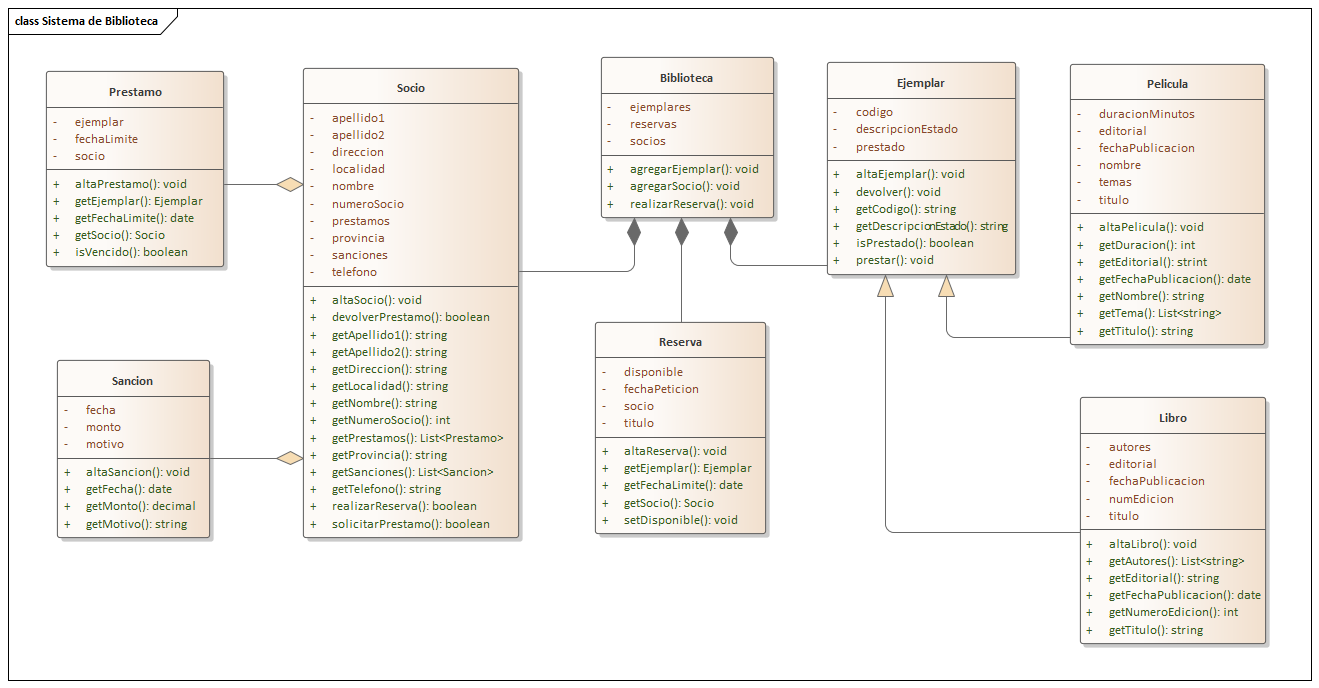 class Sistema de Biblioteca
Prestamo
- ejemplar
- fechaLimite
- socio
+ altaPrestamo(): void
+ getEjemplar(): Ejemplar
+ getFechaLimite(): date
+ getSocio(): Socio
+ isVencido(): boolean
Socio
- apellido1
- apellido2
- direccion
- localidad
- nombre
- numeroSocio
- prestamos
- provincia
- sanciones
- telefono
+ altaSocio(): void
+ devolverPrestamo(): boolean
+ getApellido1(): string
+ getApellido2(): string
+ getDireccion(): string
+ getLocalidad(): string
+ getNombre(): string
+ getNumeroSocio(): int
+ getPrestamos(): List<Prestamo>
+ getProvincia(): string
+ getSanciones(): List<Sancion>
+ getTelefono(): string
+ realizarReserva(): boolean
+ solicitarPrestamo(): boolean
Biblioteca
- ejemplares
- reservas
- socios
+ agregarEjemplar(): void
+ agregarSocio(): void
+ realizarReserva(): void
Ejemplar
- codigo
- descripcionEstado
- prestado
+ altaEjemplar(): void
+ devolver(): void
+ getCodigo(): string
+ getDescripcionEstado(): string
+ isPrestado(): boolean
+ prestar(): void
Pelicula
- duracionMinutos
- editorial
- fechaPublicacion
- nombre
- temas
- titulo
+ altaPelicula(): void
+ getDuracion(): int
+ getEditorial(): strint
+ getFechaPublicacion(): date
+ getNombre(): string
+ getTema(): List<string>
+ getTitulo(): string
Sancion
- fecha
- monto
- motivo
+ altaSancion(): void
+ getFecha(): date
+ getMonto(): decimal
+ getMotivo(): string
Reserva
- disponible
- fechaPeticion
- socio
- titulo
+ altaReserva(): void
+ getEjemplar(): Ejemplar
+ getFechaLimite(): date
+ getSocio(): Socio
+ setDisponible(): void
Libro
- autores
- editorial
- fechaPublicacion
- numEdicion
- titulo
+ altaLibro(): void
+ getAutores(): List<string>
+ getEditorial(): string
+ getFechaPublicacion(): date
+ getNumeroEdicion(): int
+ getTitulo(): string